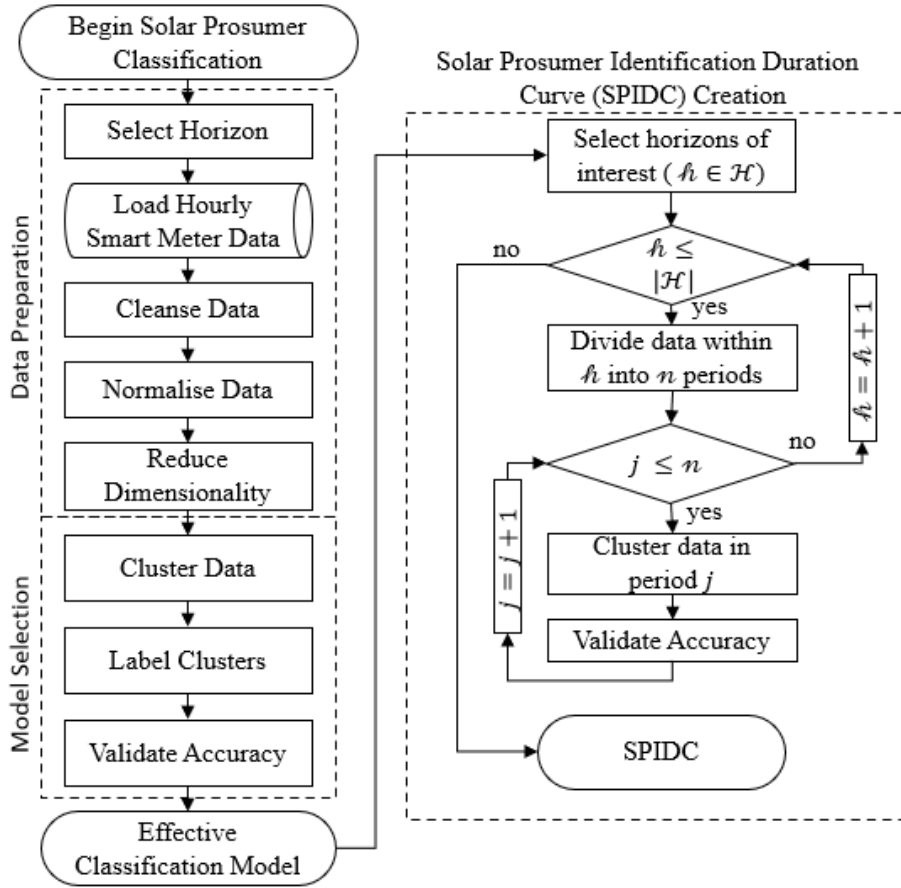 Begin Solar Prosumer
Classification
Data Preparation
Select Horizon
Load Hourly
Smart Meter Data
Cleanse Data
Normalise Data
Reduce
Dimensionality
Model Selection
Cluster Data
Label Clusters
Validate Accuracy
Effective
Classification Model
Solar Prosumer Identification Duration
Curve (SPIDC) Creation
Select horizons of
interest ( 𝒽 ∈ ℋ)
no
𝒽 ≤
|ℋ|
yes
Divide data within
𝒽 into n periods
𝒽 = 𝒽 + 1
j ≤ n
no
yes
j = j + 1
Cluster data in
period j
Validate Accuracy
SPIDC